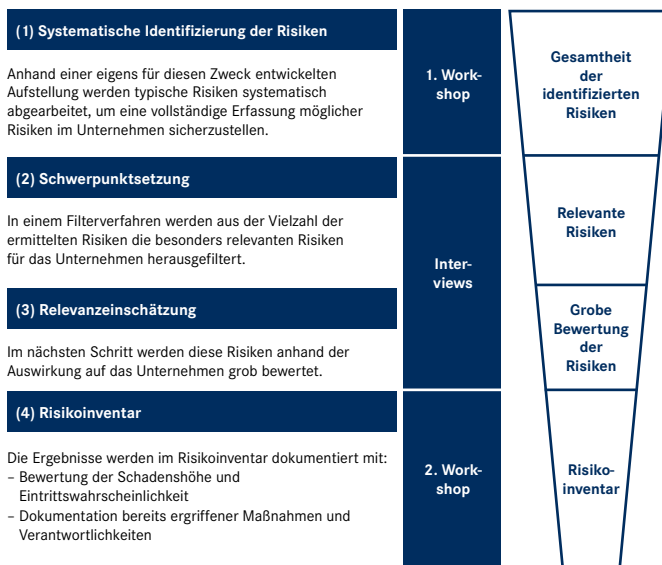 (1) Systematische Identifizierung der Risiken
Anhand einer eigens für diesen Zweck entwickelten
Aufstellung werden typische Risiken systematisch
abgearbeitet, um eine vollständige Erfassung möglicher
Risiken im Unternehmen sicherzustellen.
1. Work-
shop
Gesamtheit
der
identifizierten
Risiken
(2) Schwerpunktsetzung
In einem Filterverfahren werden aus der Vielzahl der
ermittelten Risiken die besonders relevanten Risiken
für das Unternehmen herausgefiltert.
Inter-
views
Relevante
Risiken
(3) Relevanzeinschätzung
Im nächsten Schritt werden diese Risiken anhand der
Auswirkung auf das Unternehmen grob bewertet.
Grobe
Bewertung
der
Risiken
(4) Risikoinventar
Die Ergebnisse werden im Risikoinventar dokumentiert mit:
– Bewertung der Schadenshöhe und
Eintrittswahrscheinlichkeit
– Dokumentation bereits ergriffener Maßnahmen und
Verantwortlichkeiten
2. Work-
shop
Risiko-
inventar